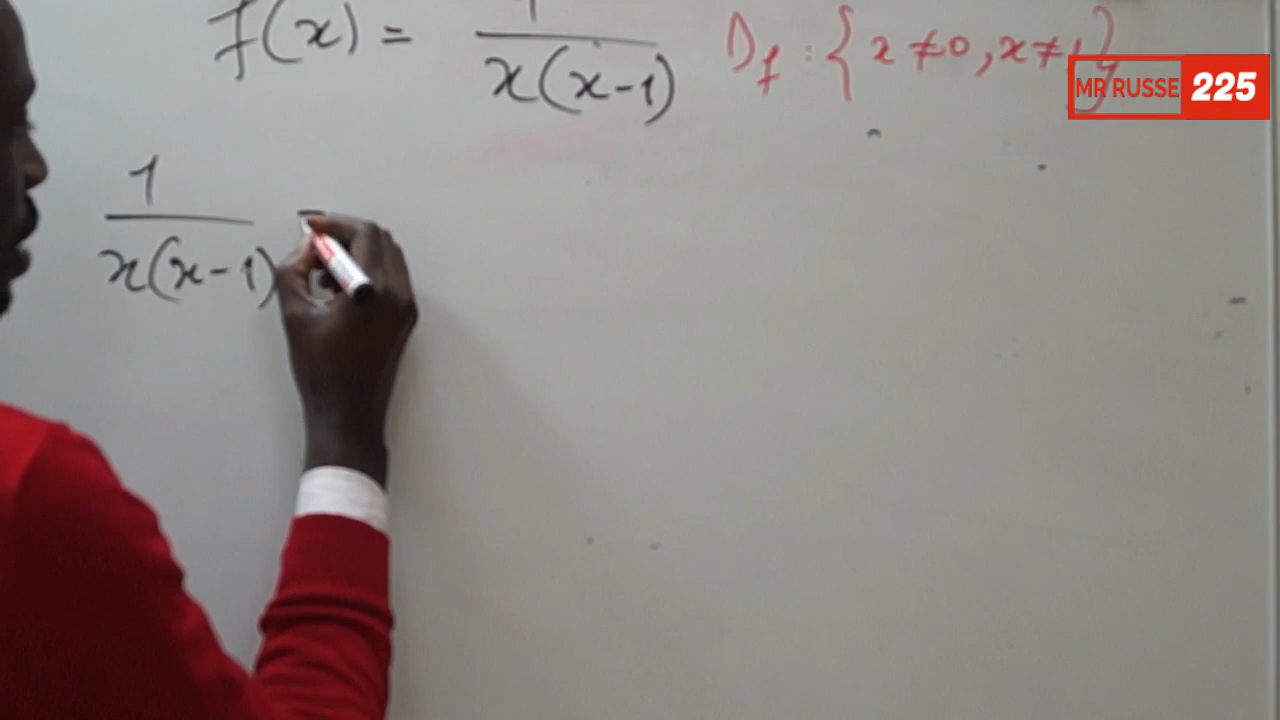 f(x) = 1/x(x-1) Df : {x ≠ 0, x ≠ 1}
MR RUSSE 225
1/x(x-1) =